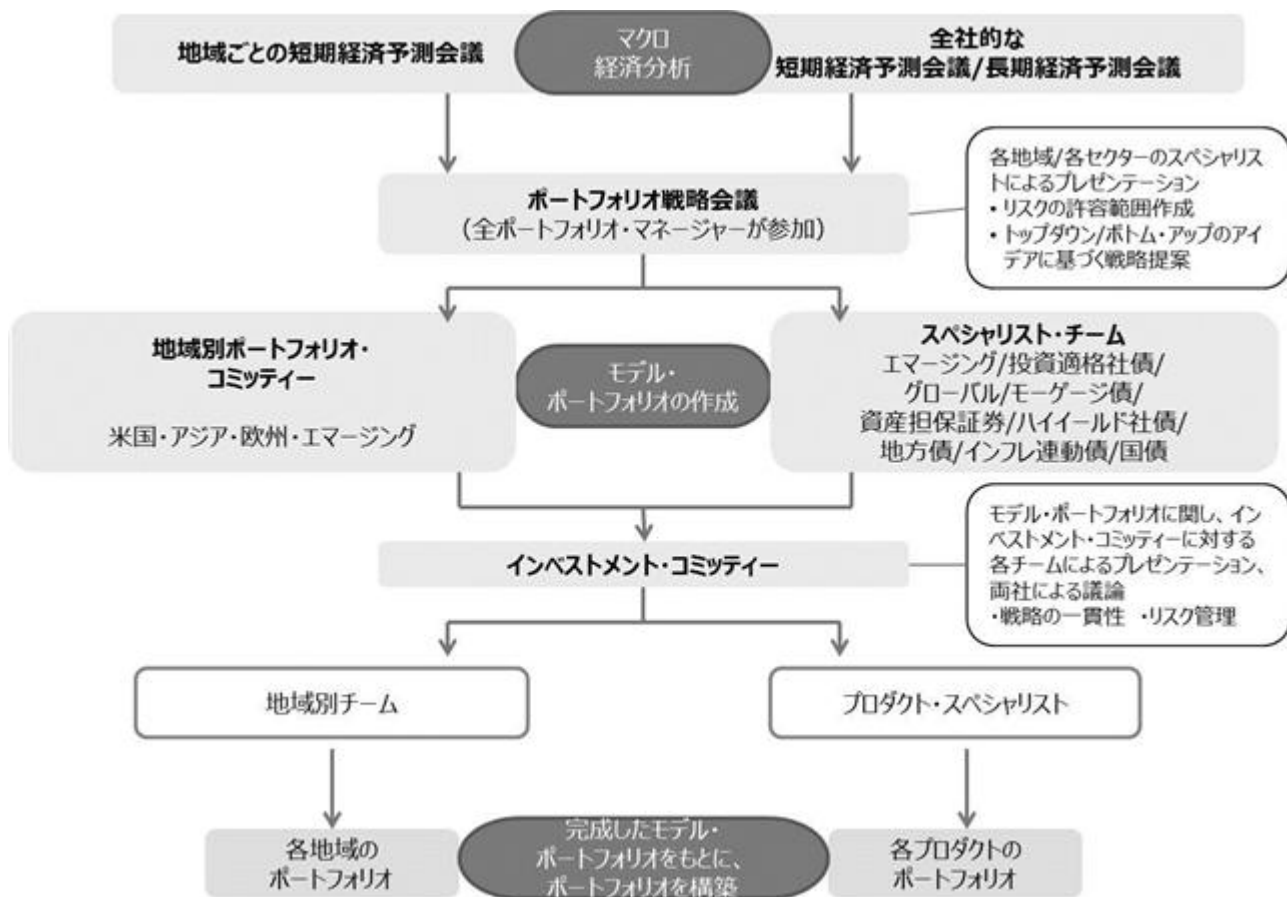 地域ごとの短期経済予測会議
マクロ
経済分析
全社的な
短期経済予測会議/長期経済予測会議
各地域/各セクターのスペシャリス
トによるプレゼンテーション
• リスクの許容範囲作成
• トップダウン/ボトム・アップのアイ
デアに基づく戦略提案
ポートフォリオ戦略会議
（全ポートフォリオ・マネージャーが参加）
地域別ポートフォリオ・
コミッティー
米国・アジア・欧州・エマージング
モデル・
ポートフォリオの作成
スペシャリスト・チーム
エマージング/投資適格社債/
グローバル/モーゲージ債/
資産担保証券/ハイイールド社債/
地方債/インフレ連動債/国債
インベストメント・コミッティー
モデル・ポートフォリオに関し、イン
ベストメント・コミッティーに対する
各チームによるプレゼンテーション、
両社による議論
・戦略の一貫性 ・リスク管理
地域別チーム
プロダクト・スペシャリスト
各地域の
ポートフォリオ
完成したモデル・
ポートフォリオをもとに、
ポートフォリオを構築
各プロダクトの
ポートフォリオ